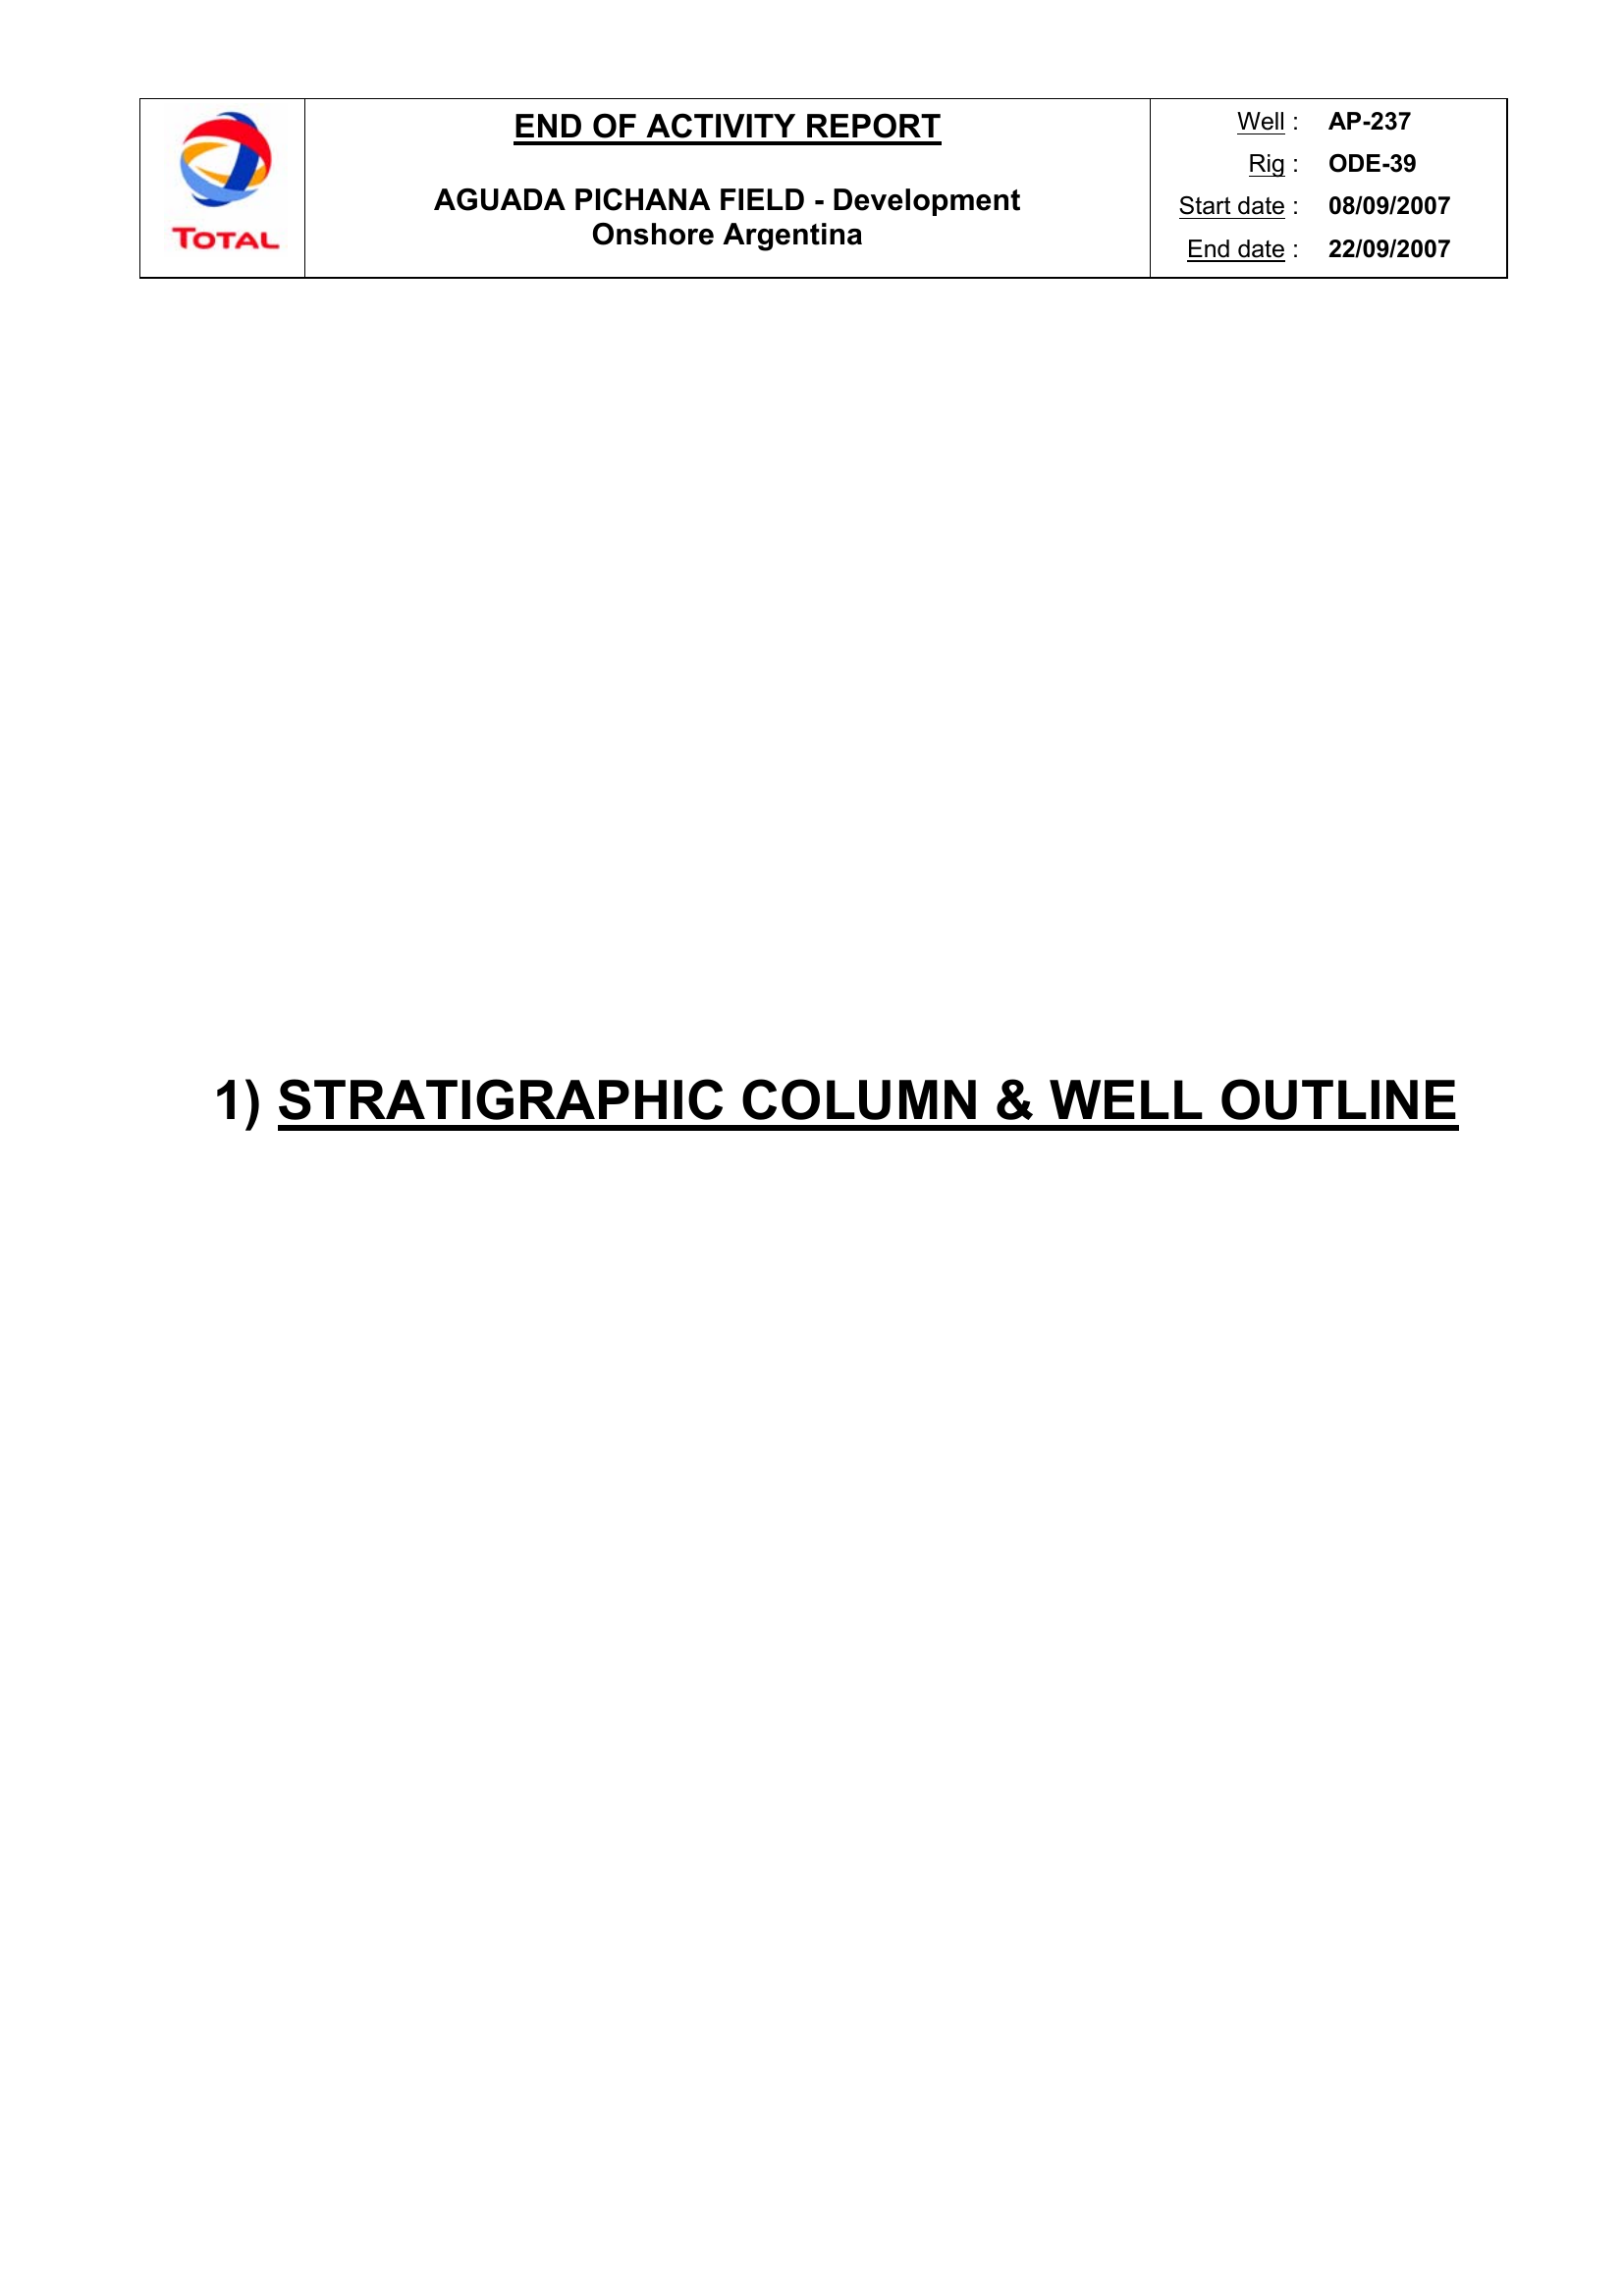 TOTAL
END OF ACTIVITY REPORT
AGUADA PICHANA FIELD - Development
Onshore Argentina
Well : AP-237
Rig : ODE-39
Start date : 08/09/2007
End date : 22/09/2007
1) STRATIGRAPHIC COLUMN & WELL OUTLINE